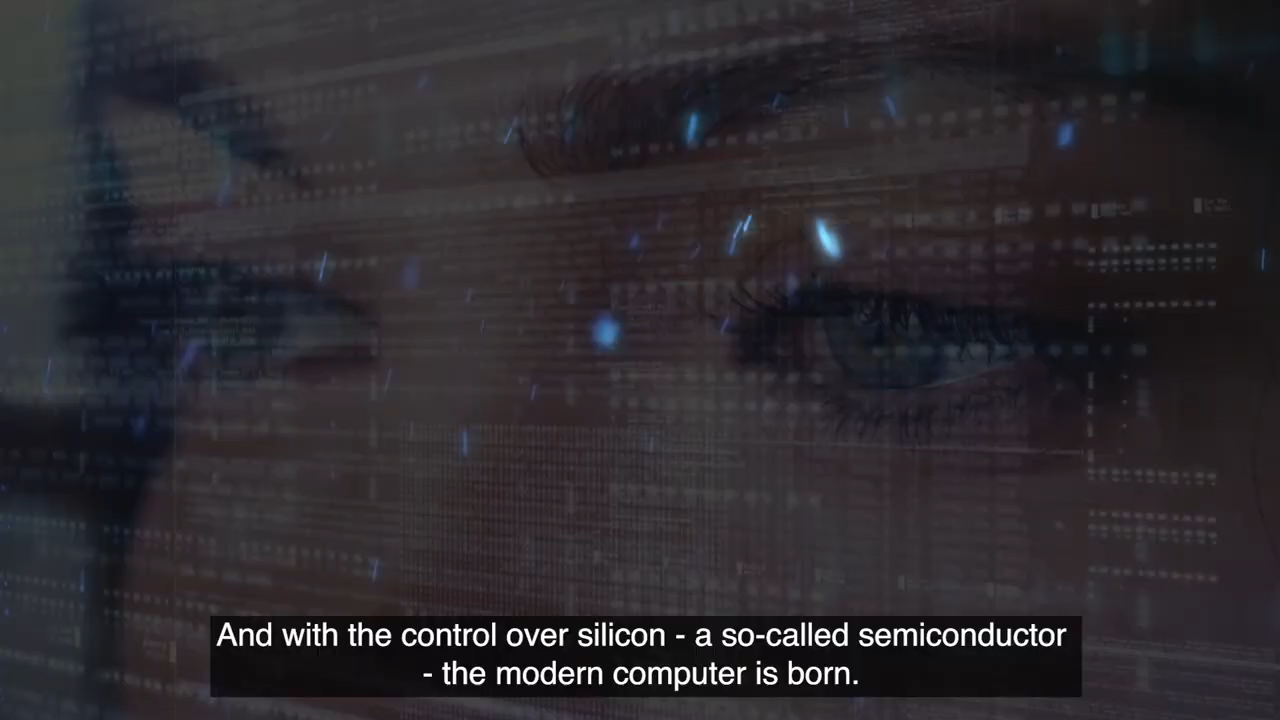 And with the control over silicon - a so-called semiconductor
- the modern computer is born.